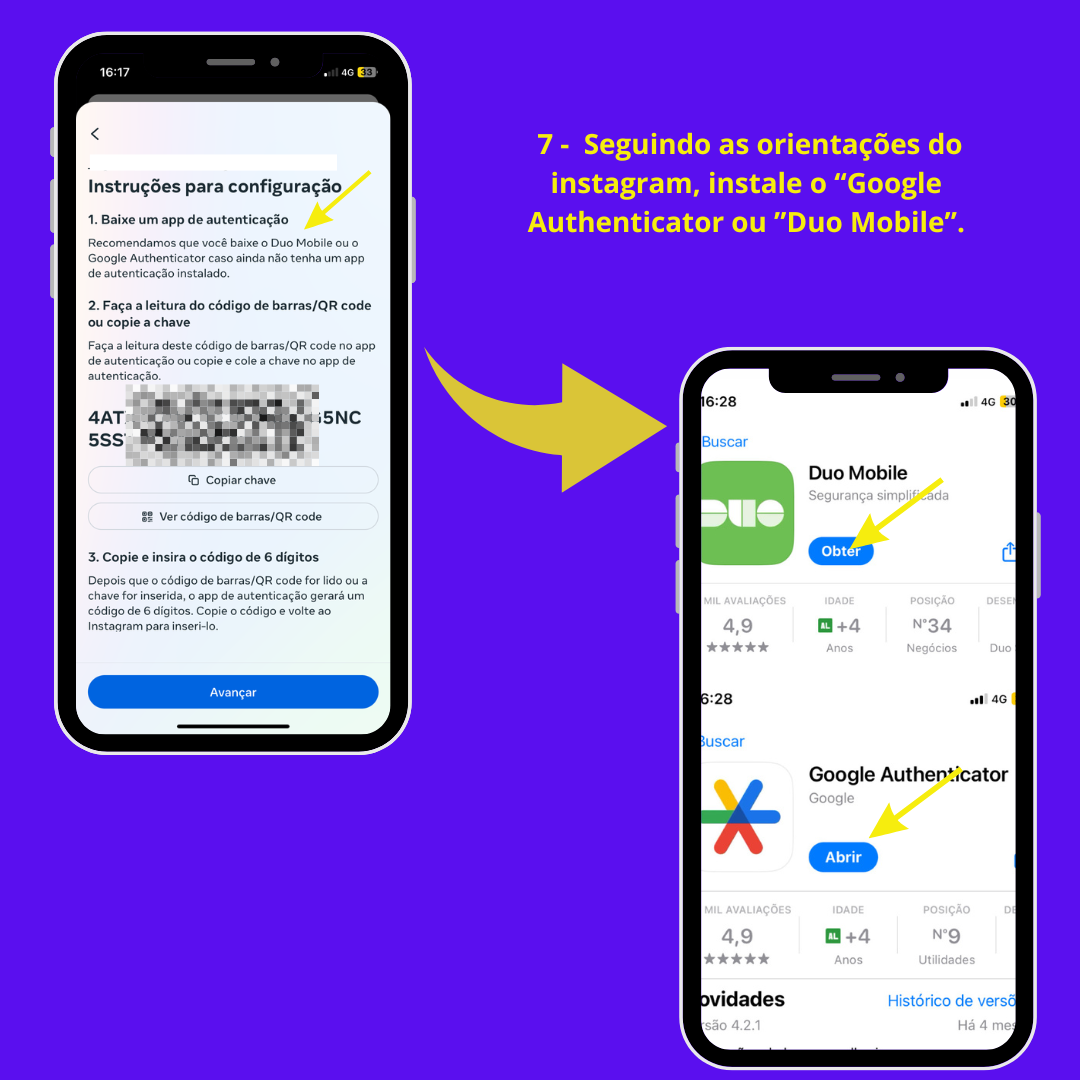 16:17
4G 33
Instruções para configuração
1. Baixe um app de autenticação
Recomendamos que você baixe o Duo Mobile ou o
Google Authenticator caso ainda não tenha um app
de autenticação instalado.
2. Faça a leitura do código de barras/QR code
ou copie a chave
Faça a leitura deste código de barras/QR code no app
de autenticação ou copie e cole a chave no app de
autenticação.
4AT
5NC
5SS
Copiar chave
Ver código de barras/QR code
3. Copie e insira o código de 6 dígitos
Depois que o código de barras/QR code for lido ou a
chave for inserida, o app de autenticação gerará um
código de 6 dígitos. Copie o código e volte ao
Instagram para inseri-lo.
Avançar
7 - Seguindo as orientações do
instagram, instale o “Google
Authenticator ou ”Duo Mobile”.
16:28
4G 30
Buscar
Duo Mobile
Segurança simplificada
DUO
Obter
MIL AVALIAÇÕES IDADE POSIÇÃO DESEN
4,9 AL +4 Nº34
★★★★★ Anos Negócios Duo
6:28
4G
Buscar
Google Authenticator
Google
Abrir
MIL AVALIAÇÕES IDADE POSIÇÃO DE
4,9 AL +4 Nº9
★★★★★ Anos Utilidades
ovidades Histórico de versõ
rsão 4.2.1 Há 4 mes